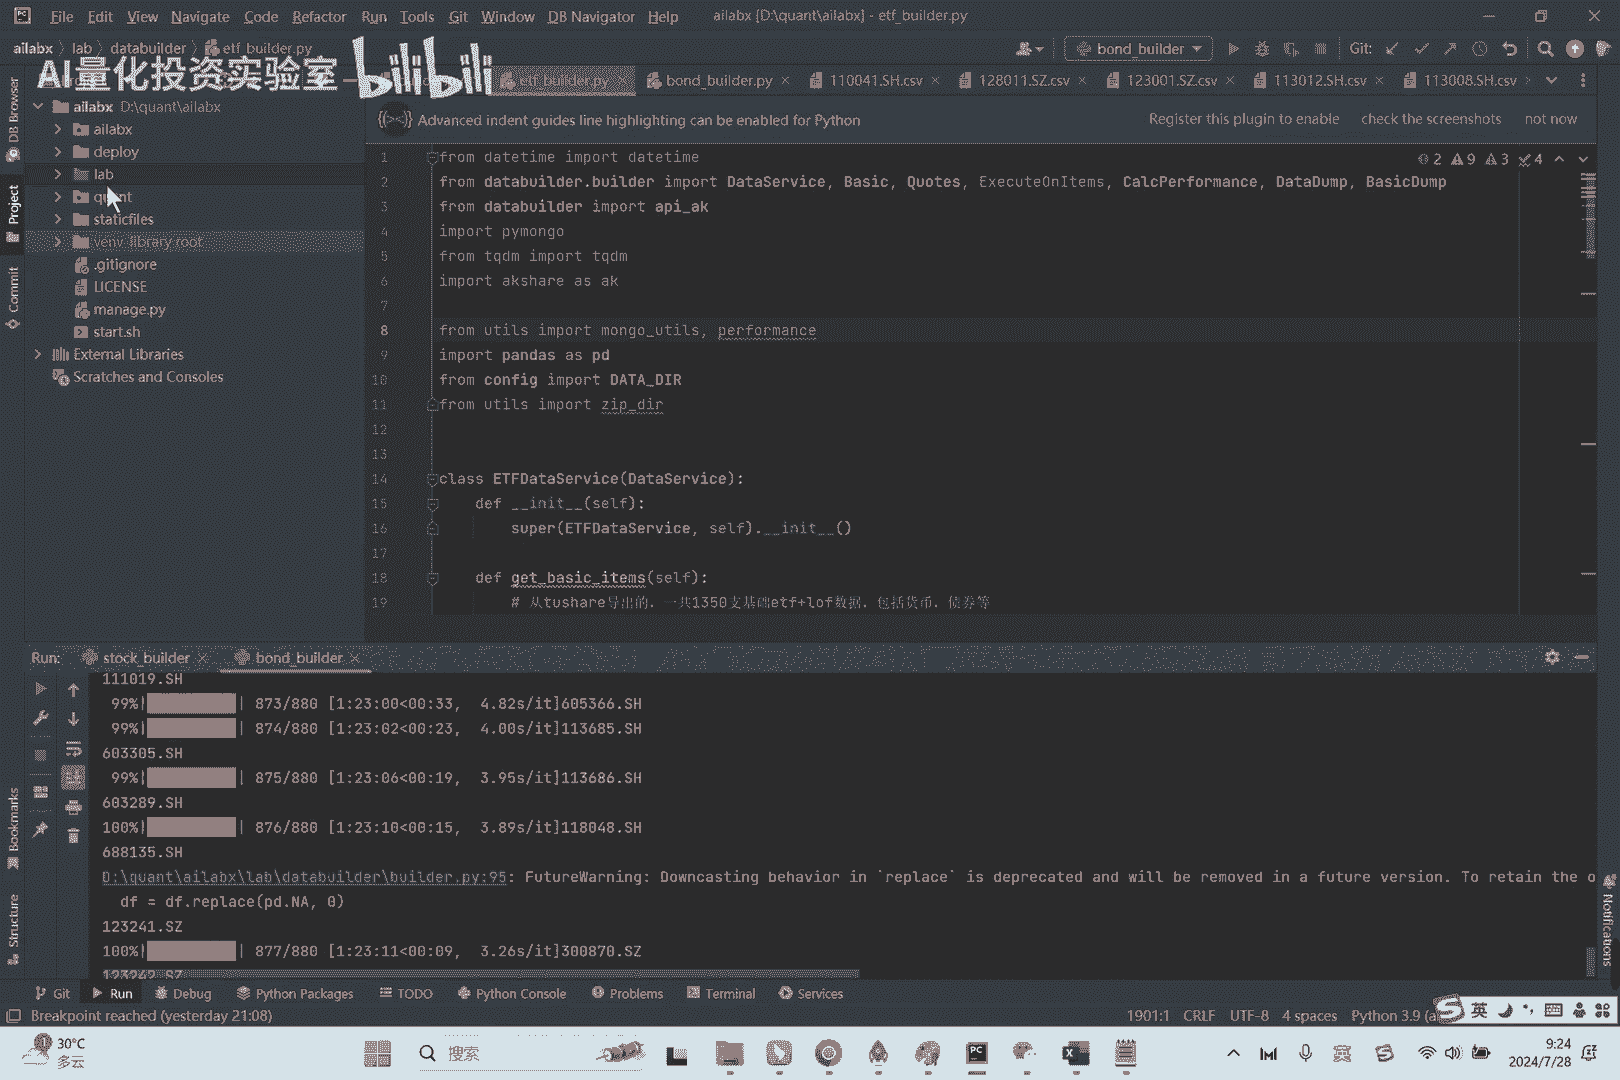 File Edit View Navigate Code Refactor Run Tools Git Window DB Navigator Help ailabx [D:\quant\ailabx] - etf_builder.py
ailabx lab databuilder etf_builder.py bond_builder Git:
AI量化投资实验室 bilibili
etf_builder.py bond_builder.py 110041.SH.csv 128011.SZ.csv 123001.SZ.csv 113012.SH.csv 113008.SH.csv
ailabx D:\quant\ailabx
ailabx
deploy
lab
quant
staticfiles
venv library root
.gitignore
LICENSE
manage.py
start.sh
External Libraries
Scratches and Consoles
DB Browser
Project
Commit
Bookmarks
Structure
Advanced indent guides line highlighting can be enabled for Python Register this plugin to enable check the screenshots not now
2 9 3 4
1 from datetime import datetime
2 from databuilder.builder import DataService, Basic, Quotes, ExecuteOnItems, CalcPerformance, DataDump, BasicDump
3 from databuilder import api_ak
4 import pymongo
5 from tqdm import tqdm
6 import akshare as ak
7
8 from utils import mongo_utils, performance
9 import pandas as pd
10 from config import DATA_DIR
11 from utils import zip_dir
12
13
14 class ETFDataService(DataService):
15 def __init__(self):
16 super(ETFDataService, self).__init__()
17
18 def get_basic_items(self):
19 # 从tushare导出的，一共1350支基础etf+lof数据，包括货币，债券等
Run: stock_builder bond_builder
111019.SH
99%| | 873/880 [1:23:00<00:33, 4.82s/it]605366.SH
99%| | 874/880 [1:23:02<00:23, 4.00s/it]113685.SH
603305.SH
99%| | 875/880 [1:23:06<00:19, 3.95s/it]113686.SH
603289.SH
100%| | 876/880 [1:23:10<00:15, 3.89s/it]118048.SH
688135.SH
D:\quant\ailabx\lab\databuilder\builder.py:95: FutureWarning: Downcasting behavior in `replace` is deprecated and will be removed in a future version. To retain the o
df = df.replace(pd.NA, 0)
123241.SZ
100%| | 877/880 [1:23:11<00:09, 3.26s/it]300870.SZ
123242.SZ
Notifications
Git Run Debug Python Packages TODO Python Console Problems Terminal Services
Breakpoint reached (yesterday 21:08) 1901:1 CRLF UTF-8 4 spaces Python 3.9 (a 英
30°C
多云
搜索
英
9:24
2024/7/28